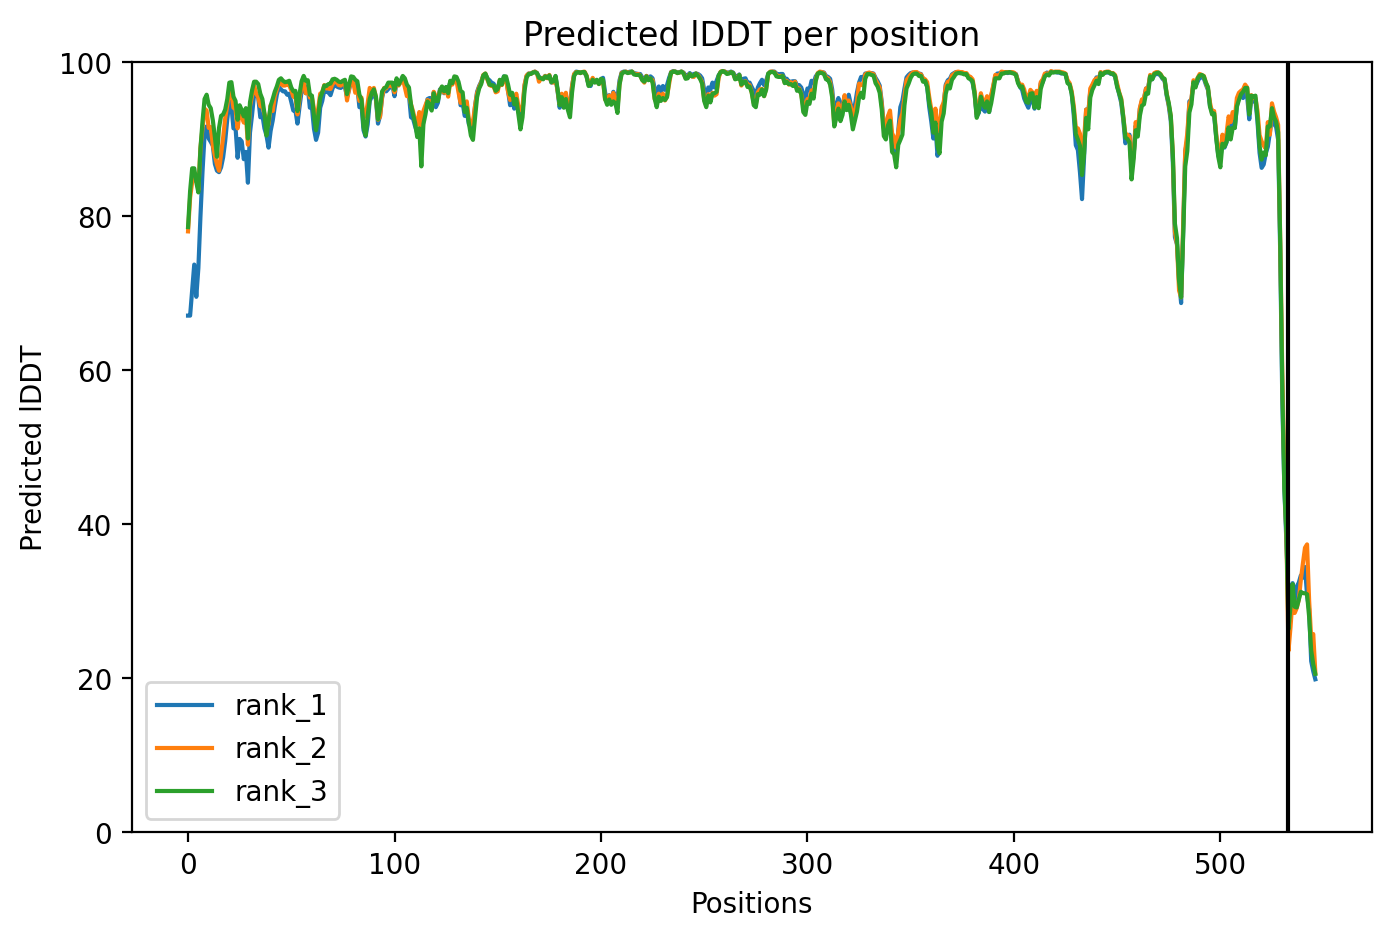 Predicted lDDT per position
100
80
60
40
20
0
Predicted lDDT
rank_1
rank_2
rank_3
0 100 200 300 400 500
Positions